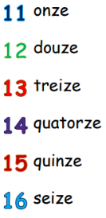 11 onze
12 douze
13 treize
14 quatorze
15 quinze
16 seize